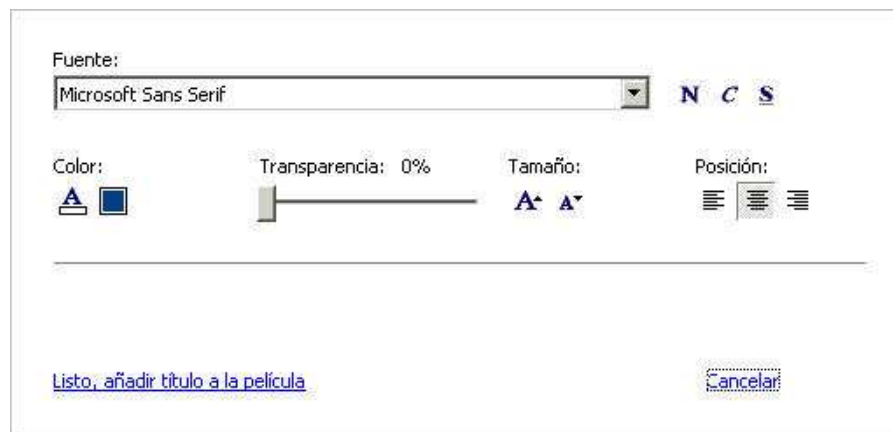 Fuente:
Microsoft Sans Serif
N C S
Color:
Transparencia: 0%
Tamaño:
Posición:
A
A A
Listo, añadir título a la película
Cancelar